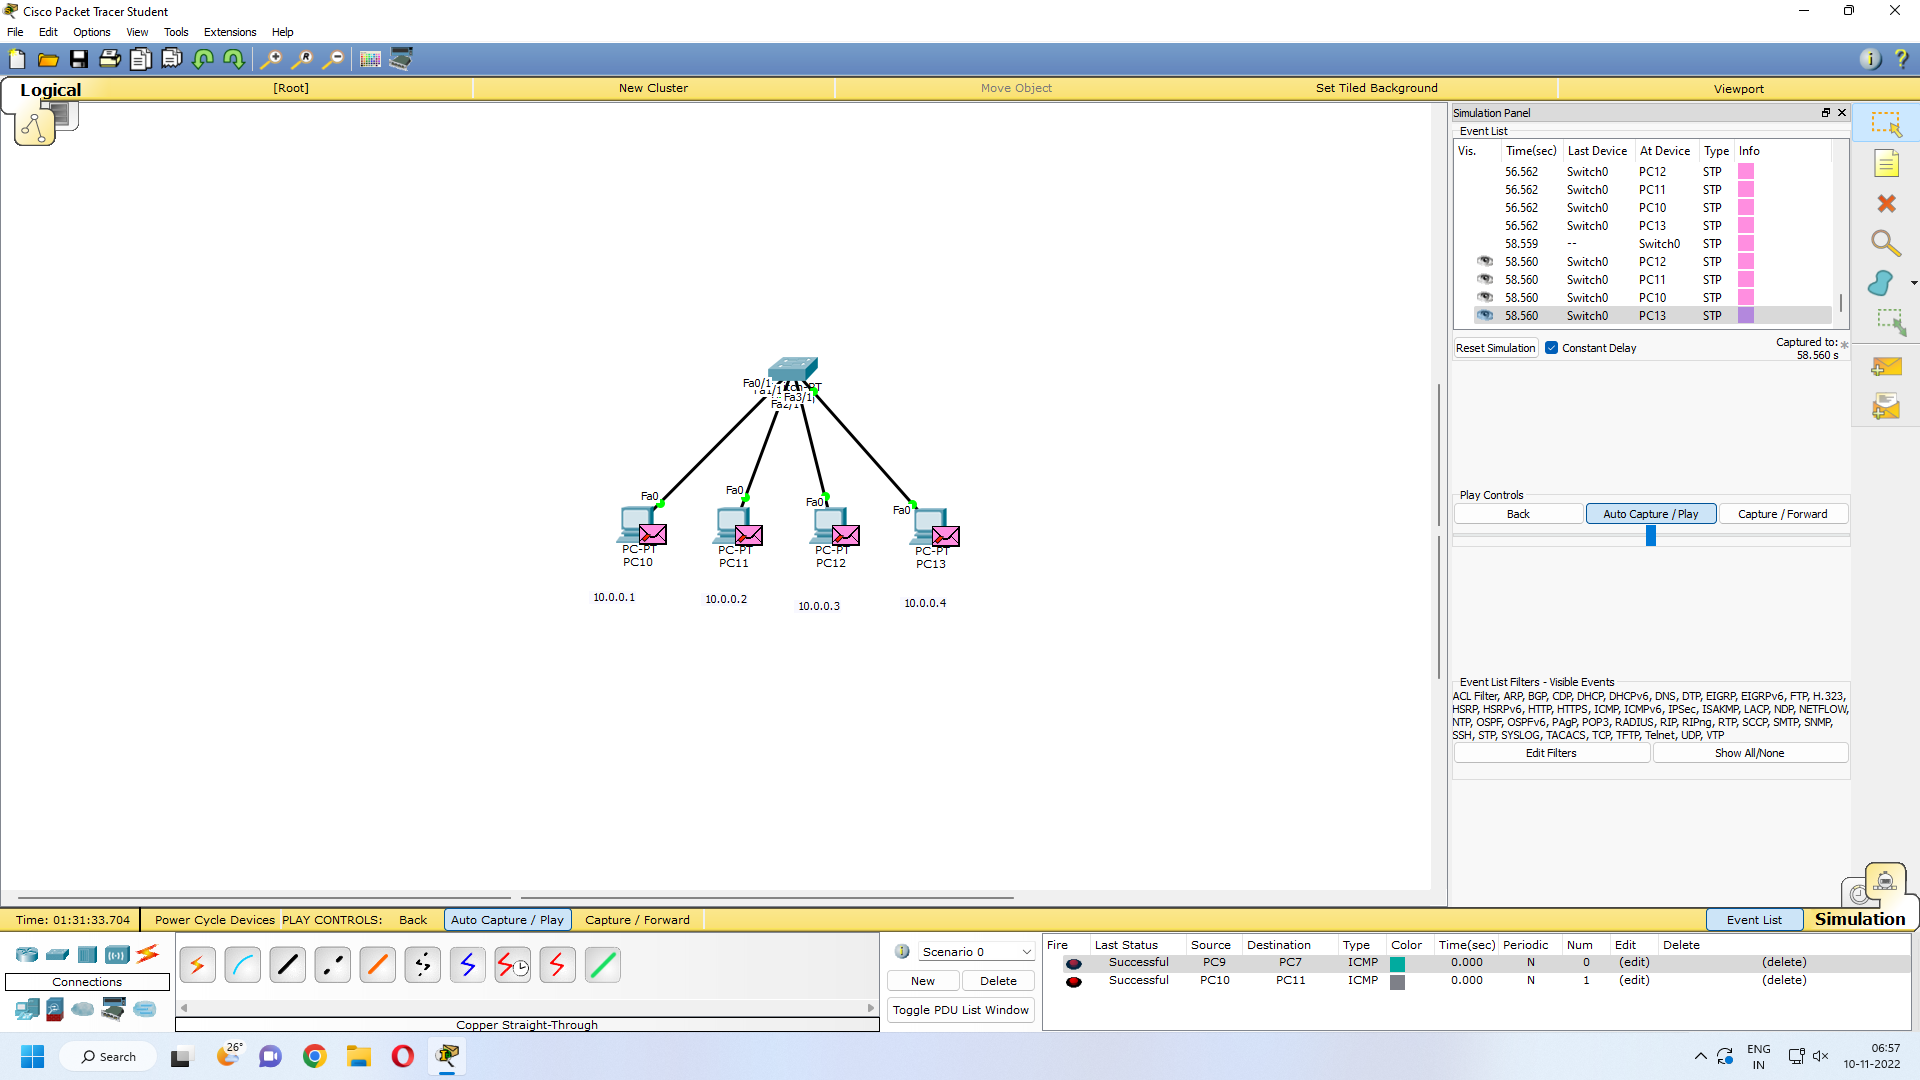 Cisco Packet Tracer Student
File Edit Options View Tools Extensions Help
Logical [Root] New Cluster Move Object Set Tiled Background Viewport
Simulation Panel
Event List
Vis. Time(sec) Last Device At Device Type Info
56.562 Switch0 PC12 STP
56.562 Switch0 PC11 STP
56.562 Switch0 PC10 STP
56.562 Switch0 PC13 STP
58.559 -- Switch0 STP
58.560 Switch0 PC12 STP
58.560 Switch0 PC11 STP
58.560 Switch0 PC10 STP
58.560 Switch0 PC13 STP
Reset Simulation Constant Delay Captured to: *
58.560 s
Fa0/1
Fa3/1
Fa0 Fa0 Fa0 Fa0
PC-PT PC-PT PC-PT PC-PT
PC10 PC11 PC12 PC13
10.0.0.1 10.0.0.2 10.0.0.3 10.0.0.4
Play Controls
Back Auto Capture / Play Capture / Forward
Event List Filters - Visible Events
ACL Filter, ARP, BGP, CDP, DHCP, DHCPv6, DNS, DTP, EIGRP, EIGRPv6, FTP, H.323,
HSRP, HSRPv6, HTTP, HTTPS, ICMP, ICMPv6, IPSec, ISAKMP, LACP, NDP, NETFLOW,
NTP, OSPF, OSPFv6, PAgP, POP3, RADIUS, RIP, RIPng, RTP, SCCP, SMTP, SNMP,
SSH, STP, SYSLOG, TACACS, TCP, TFTP, Telnet, UDP, VTP
Edit Filters Show All/None
Time: 01:31:33.704 Power Cycle Devices PLAY CONTROLS: Back Auto Capture / Play Capture / Forward Event List Simulation
Connections
Copper Straight-Through
Scenario 0
New Delete
Toggle PDU List Window
Fire Last Status Source Destination Type Color Time(sec) Periodic Num Edit Delete
Successful PC9 PC7 ICMP 0.000 N 0 (edit) (delete)
Successful PC10 PC11 ICMP 0.000 N 1 (edit) (delete)
Search 26° ENG
IN
06:57
10-11-2022